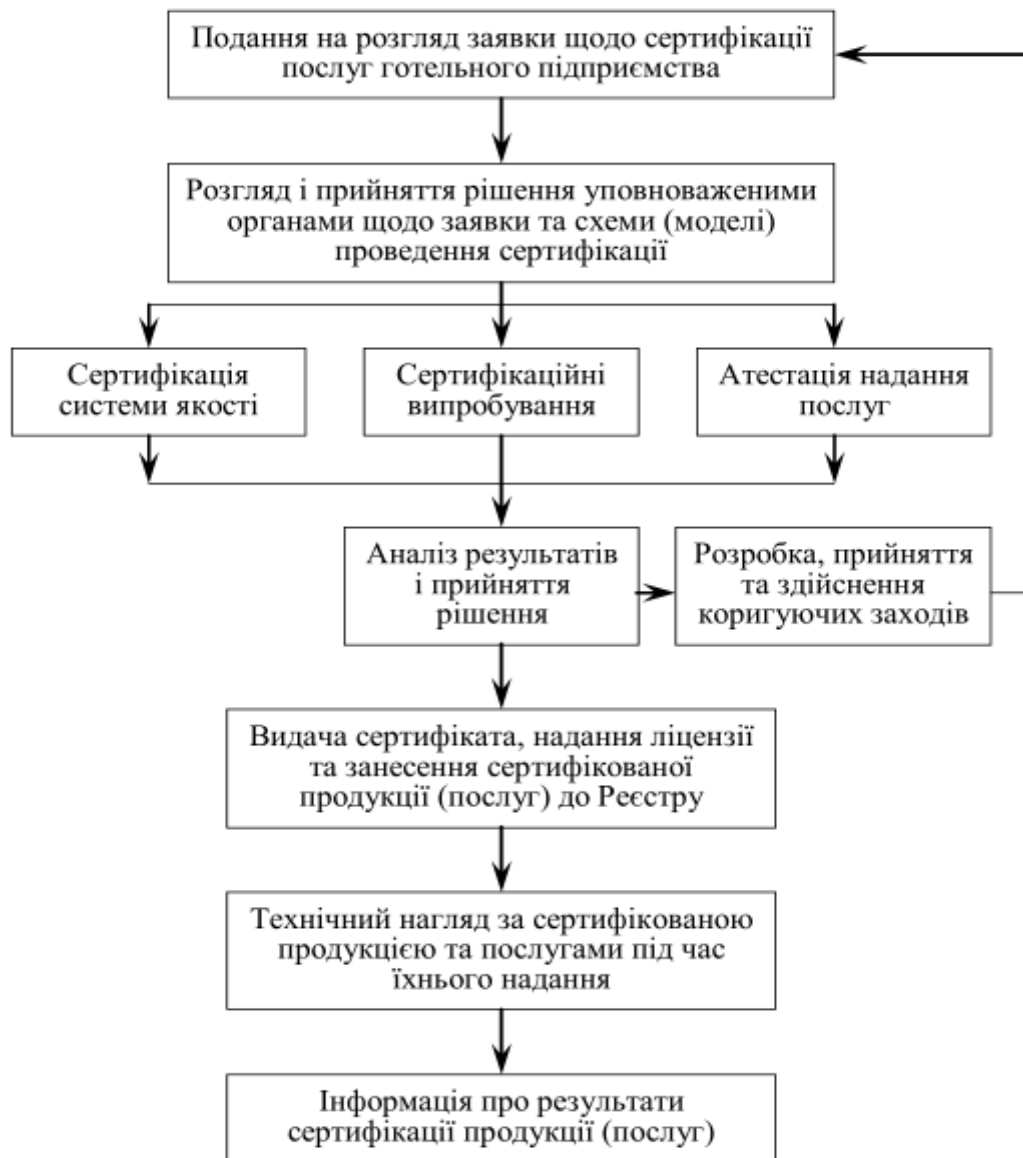 Подання на розгляд заявки щодо сертифікації
послуг готельного підприємства
Розгляд і прийняття рішення уповноваженими
органами щодо заявки та схеми (моделі)
проведення сертифікації
Сертифікація
системи якості
Сертифікаційні
випробування
Атестація надання
послуг
Аналіз результатів
і прийняття
рішення
Розробка, прийняття
та здійснення
коригуючих заходів
Видача сертифіката, надання ліцензії
та занесення сертифікованої
продукції (послуг) до Реєстру
Технічний нагляд за сертифікованою
продукцією та послугами під час
їхнього надання
Інформація про результати
сертифікації продукції (послуг)